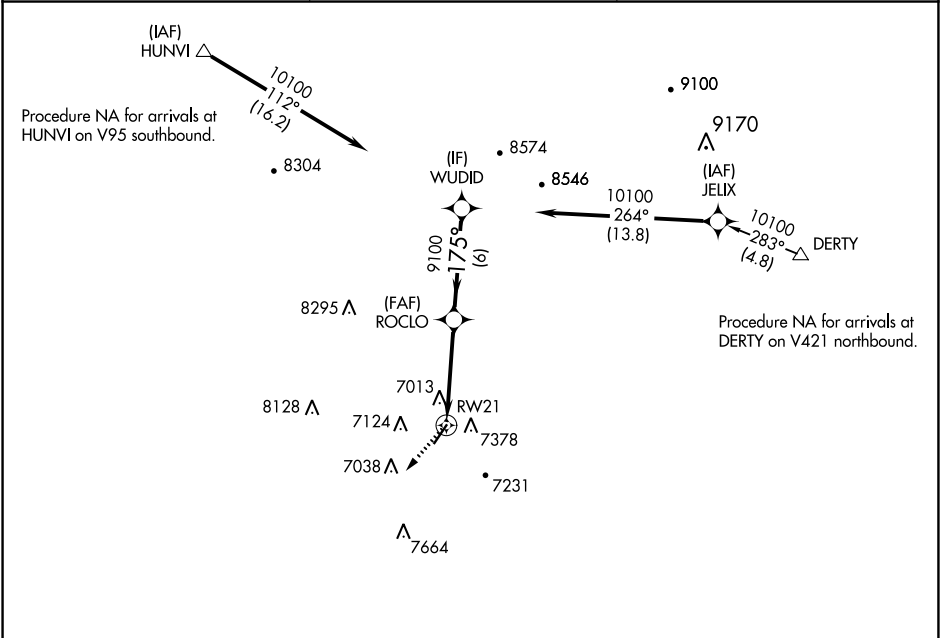 (IAF)
HUNVI
10100
112°
(16.2)
Procedure NA for arrivals at
HUNVI on V95 southbound.
8304
9100
9170
8574
8546
(IF)
WUDID
(IAF)
JELIX
10100
264°
(13.8)
10100
283°
(4.8)
DERTY
9100
175°
(6)
8295
(FAF)
ROCLO
Procedure NA for arrivals at
DERTY on V421 northbound.
7013
RW21
8128
7124
7378
7038
7231
7664